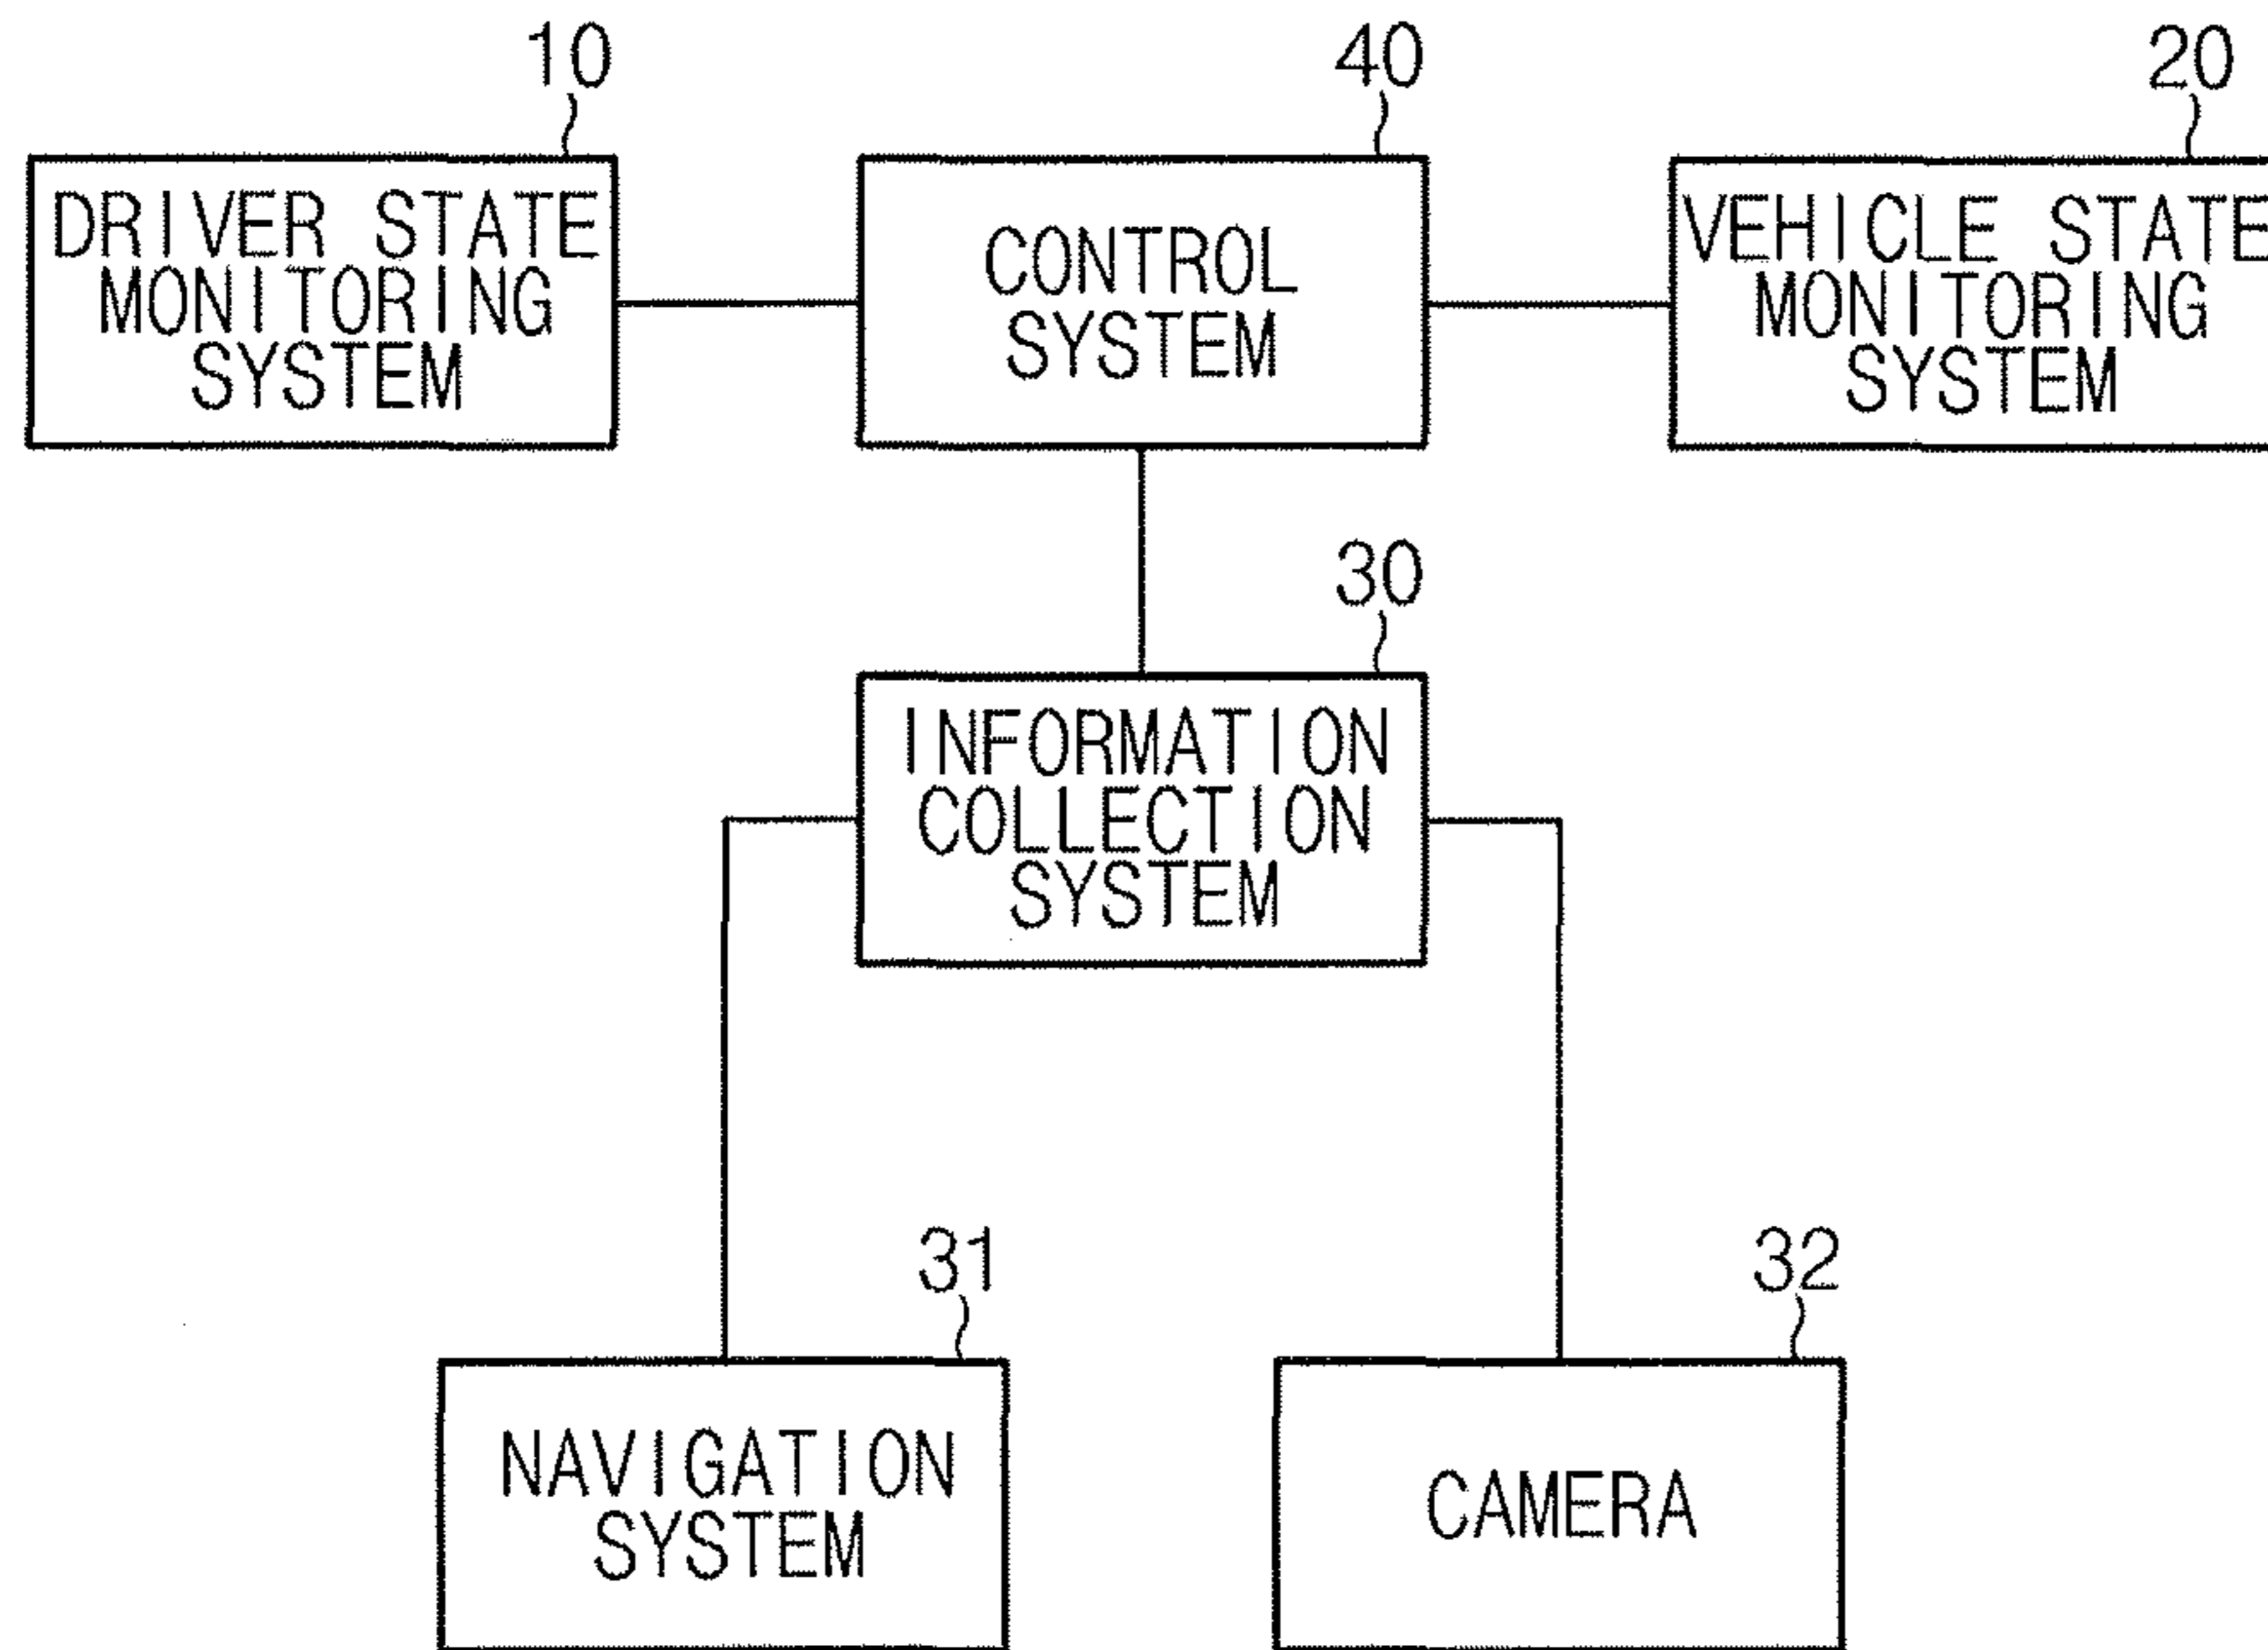 10
40
20
DRIVER STATE
MONITORING
SYSTEM
CONTROL
SYSTEM
VEHICLE STATE
MONITORING
SYSTEM
30
INFORMATION
COLLECTION
SYSTEM
31
32
NAVIGATION
SYSTEM
CAMERA